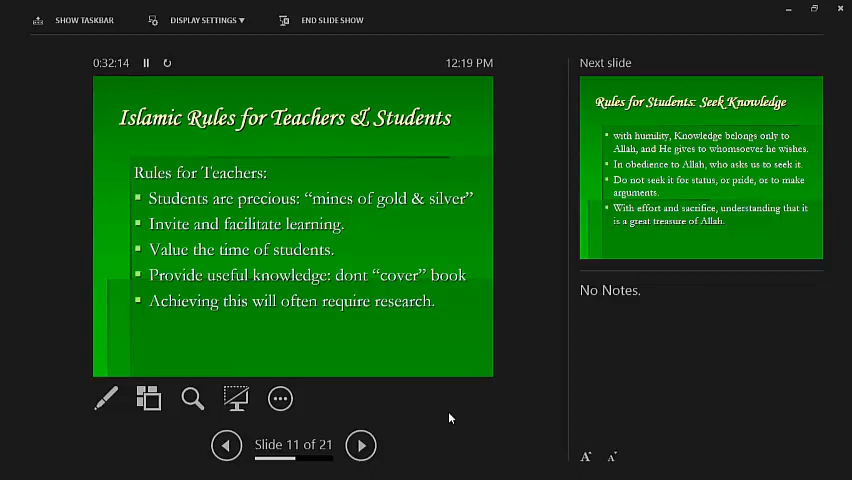 SHOW TASKBAR
DISPLAY SETTINGS ▼
END SLIDE SHOW
0:32:14
12:19 PM
Islamic Rules for Teachers & Students
Rules for Teachers:
Students are precious: “mines of gold & silver”
Invite and facilitate learning.
Value the time of students.
Provide useful knowledge: dont “cover” book
Achieving this will often require research.
Slide 11 of 21
Next slide
Rules for Students: Seek Knowledge
with humility, Knowledge belongs only to
Allah, and He gives to whomsoever he wishes.
In obedience to Allah, who asks us to seek it.
Do not seek it for status, or pride, or to make
arguments.
With effort and sacrifice, understanding that it
is a great treasure of Allah.
No Notes.
A A